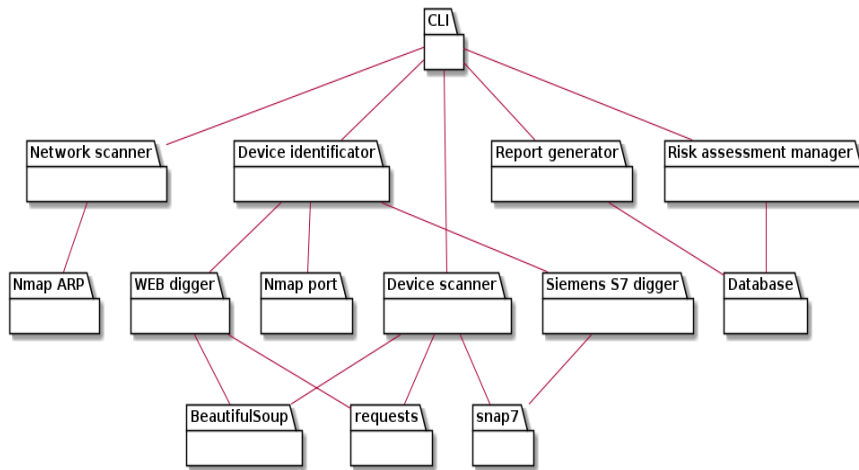 CLI
Network scanner
Device identificator
Report generator
Risk assessment manager
Nmap ARP
WEB digger
Nmap port
Device scanner
Siemens S7 digger
Database
BeautifulSoup
requests
snap7